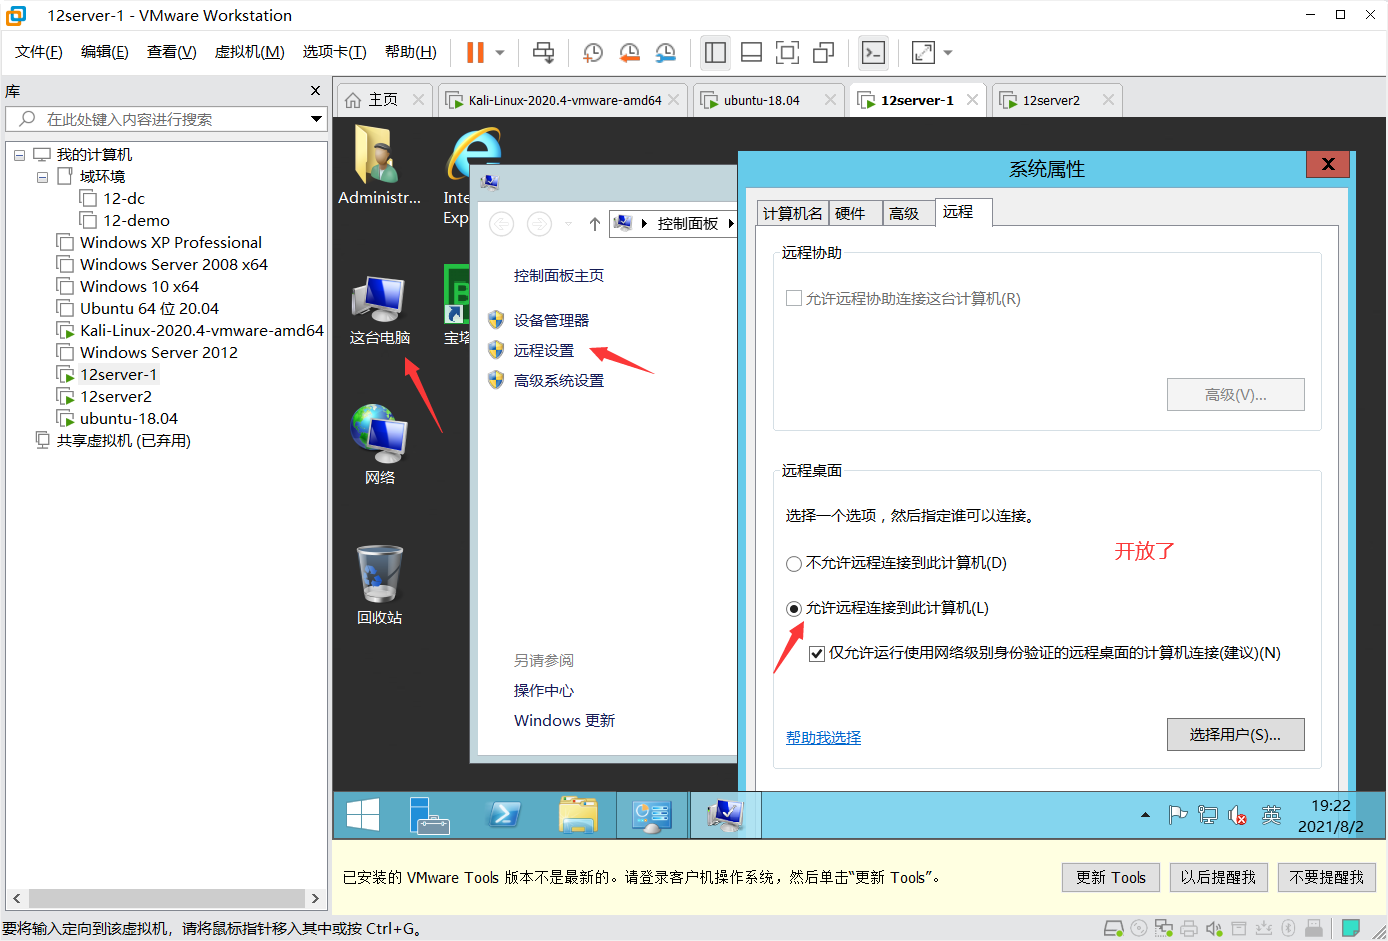 12server-1 - VMware Workstation
文件(F) 编辑(E) 查看(V) 虚拟机(M) 选项卡(T) 帮助(H)
库
在此处键入内容进行搜索
我的计算机
域环境
12-dc
12-demo
Windows XP Professional
Windows Server 2008 x64
Windows 10 x64
Ubuntu 64 位 20.04
Kali-Linux-2020.4-vmware-amd64
Windows Server 2012
12server-1
12server2
ubuntu-18.04
共享虚拟机 (已弃用)
主页 Kali-Linux-2020.4-vmware-amd64 ubuntu-18.04 12server-1 12server2
Administr...
Inte
Exp
这台电脑
宝塔
网络
回收站
控制面板
控制面板主页
设备管理器
远程设置
高级系统设置
另请参阅
操作中心
Windows 更新
系统属性
计算机名 硬件 高级 远程
远程协助
允许远程协助连接这台计算机(R)
高级(V)...
远程桌面
选择一个选项，然后指定谁可以连接。
开放了
不允许远程连接到此计算机(D)
允许远程连接到此计算机(L)
仅允许运行使用网络级别身份验证的远程桌面的计算机连接(建议)(N)
帮助我选择
选择用户(S)...
英
19:22
2021/8/2
已安装的 VMware Tools 版本不是最新的。请登录客户机操作系统，然后单击“更新 Tools”。
更新 Tools 以后提醒我 不要提醒我
要将输入定向到该虚拟机，请将鼠标指针移入其中或按 Ctrl+G。